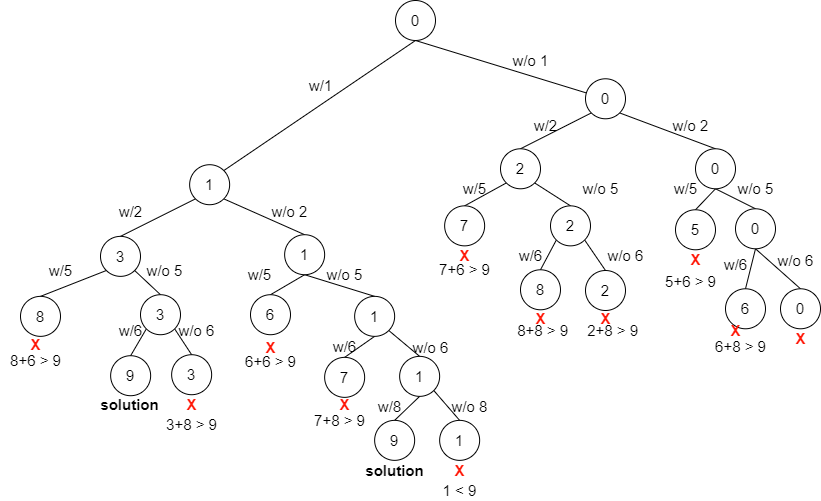 0
w/1
w/o 1
0
w/2
w/o 2
1
2
0
w/2
w/o 2
w/5
w/o 5
w/5
w/o 5
3
1
7
2
5
0
w/5
w/o 5
w/5
w/o 5
X
7+6 > 9
w/6
w/o 6
X
5+6 > 9
w/6
w/o 6
8
3
6
1
8
2
6
0
X
8+6 > 9
w/6
w/o 6
X
6+6 > 9
w/6
w/o 6
X
8+8 > 9
X
2+8 > 9
X
6+8 > 9
X
9
3
7
1
solution
X
3+8 > 9
X
7+8 > 9
w/8
w/o 8
9
1
solution
X
1 < 9